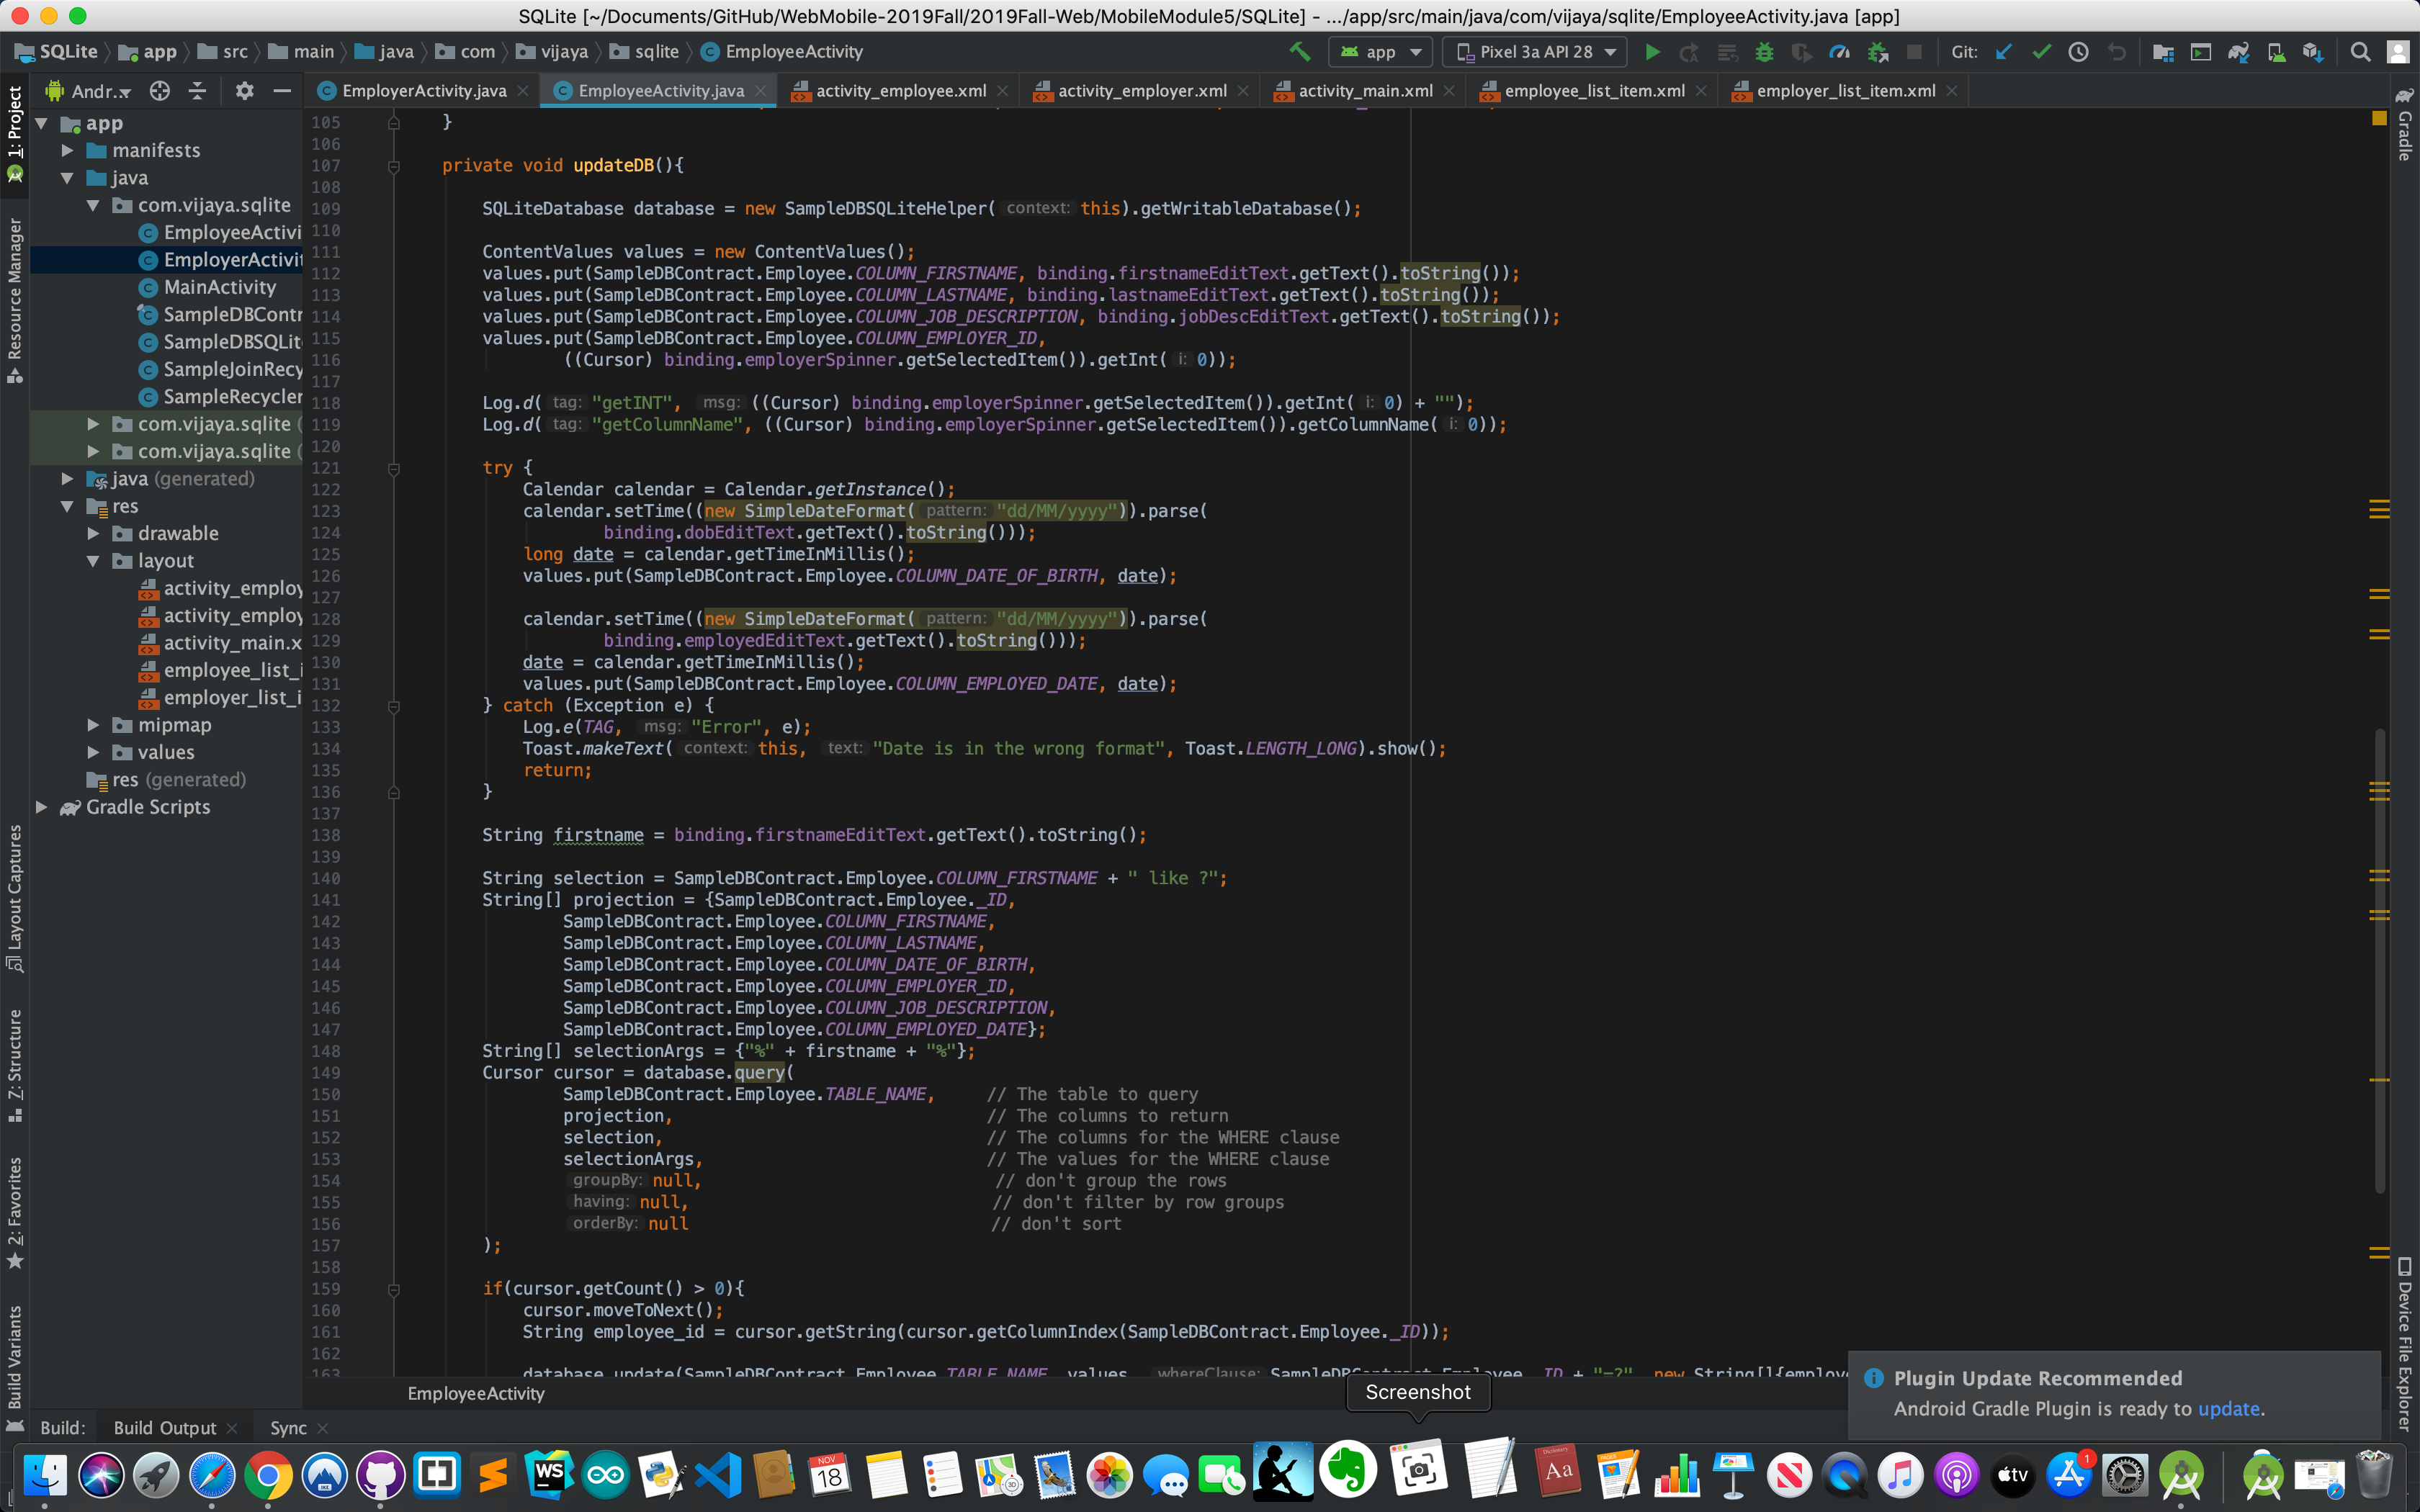 SQLite [~/Documents/GitHub/WebMobile-2019Fall/2019Fall-Web/MobileModule5/SQLite] - .../app/src/main/java/com/vijaya/sqlite/EmployeeActivity.java [app]
SQLite app src main java com vijaya sqlite EmployeeActivity app Pixel 3a API 28 Git:
Andr... EmployerActivity.java EmployeeActivity.java activity_employee.xml activity_employer.xml activity_main.xml employee_list_item.xml employer_list_item.xml
1: Project
Resource Manager
Layout Captures
7: Structure
2: Favorites
Build Variants
app
manifests
java
com.vijaya.sqlite
EmployeeActivi
EmployerActivit
MainActivity
SampleDBContr
SampleDBSQLit
SampleJoinRecy
SampleRecycler
com.vijaya.sqlite (
com.vijaya.sqlite (
java (generated)
res
drawable
layout
activity_employ
activity_employ
activity_main.x
employee_list_i
employer_list_i
mipmap
values
res (generated)
Gradle Scripts
105 }
106
107 private void updateDB(){
108
109 SQLiteDatabase database = new SampleDBSQLiteHelper( context: this).getWritableDatabase();
110
111 ContentValues values = new ContentValues();
112 values.put(SampleDBContract.Employee.COLUMN_FIRSTNAME, binding.firstnameEditText.getText().toString());
113 values.put(SampleDBContract.Employee.COLUMN_LASTNAME, binding.lastnameEditText.getText().toString());
114 values.put(SampleDBContract.Employee.COLUMN_JOB_DESCRIPTION, binding.jobDescEditText.getText().toString());
115 values.put(SampleDBContract.Employee.COLUMN_EMPLOYER_ID,
116 ((Cursor) binding.employerSpinner.getSelectedItem()).getInt( i: 0));
117
118 Log.d( tag: "getINT", msg: ((Cursor) binding.employerSpinner.getSelectedItem()).getInt( i: 0) + "");
119 Log.d( tag: "getColumnName", ((Cursor) binding.employerSpinner.getSelectedItem()).getColumnName( i: 0));
120
121 try {
122 Calendar calendar = Calendar.getInstance();
123 calendar.setTime((new SimpleDateFormat( pattern: "dd/MM/yyyy")).parse(
124 binding.dobEditText.getText().toString()));
125 long date = calendar.getTimeInMillis();
126 values.put(SampleDBContract.Employee.COLUMN_DATE_OF_BIRTH, date);
127
128 calendar.setTime((new SimpleDateFormat( pattern: "dd/MM/yyyy")).parse(
129 binding.employedEditText.getText().toString()));
130 date = calendar.getTimeInMillis();
131 values.put(SampleDBContract.Employee.COLUMN_EMPLOYED_DATE, date);
132 } catch (Exception e) {
133 Log.e(TAG, msg: "Error", e);
134 Toast.makeText( context: this, text: "Date is in the wrong format", Toast.LENGTH_LONG).show();
135 return;
136 }
137
138 String firstname = binding.firstnameEditText.getText().toString();
139
140 String selection = SampleDBContract.Employee.COLUMN_FIRSTNAME + " like ?";
141 String[] projection = {SampleDBContract.Employee._ID,
142 SampleDBContract.Employee.COLUMN_FIRSTNAME,
143 SampleDBContract.Employee.COLUMN_LASTNAME,
144 SampleDBContract.Employee.COLUMN_DATE_OF_BIRTH,
145 SampleDBContract.Employee.COLUMN_EMPLOYER_ID,
146 SampleDBContract.Employee.COLUMN_JOB_DESCRIPTION,
147 SampleDBContract.Employee.COLUMN_EMPLOYED_DATE};
148 String[] selectionArgs = {"%" + firstname + "%"};
149 Cursor cursor = database.query(
150 SampleDBContract.Employee.TABLE_NAME, // The table to query
151 projection, // The columns to return
152 selection, // The columns for the WHERE clause
153 selectionArgs, // The values for the WHERE clause
154 groupBy: null, // don't group the rows
155 having: null, // don't filter by row groups
156 orderBy: null // don't sort
157 );
158
159 if(cursor.getCount() > 0){
160 cursor.moveToNext();
161 String employee_id = cursor.getString(cursor.getColumnIndex(SampleDBContract.Employee._ID));
162
163 database.update(SampleDBContract.Employee.TABLE_NAME, values, whereClause: SampleDBContract.Employee._ID + "=?", new String[]{employe
EmployeeActivity
Screenshot
Gradle
Device File Explorer
Plugin Update Recommended
Android Gradle Plugin is ready to update.
Build: Build Output Sync
WS
NOV
18
Aa
tv
1